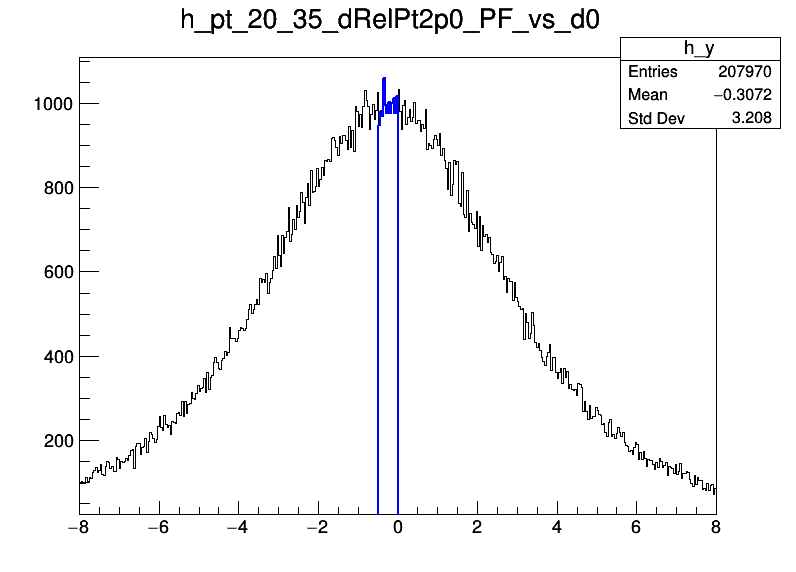 h_pt_20_35_dRelPt2p0_PF_vs_d0
h_y
Entries 207970
Mean −0.3072
Std Dev 3.208
1000
800
600
400
200
−8 −6 −4 −2 0 2 4 6 8